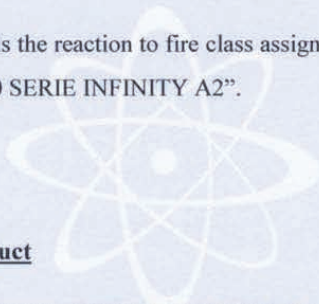 s the reaction to fire class assign
SERIE INFINITY A2”.
uct